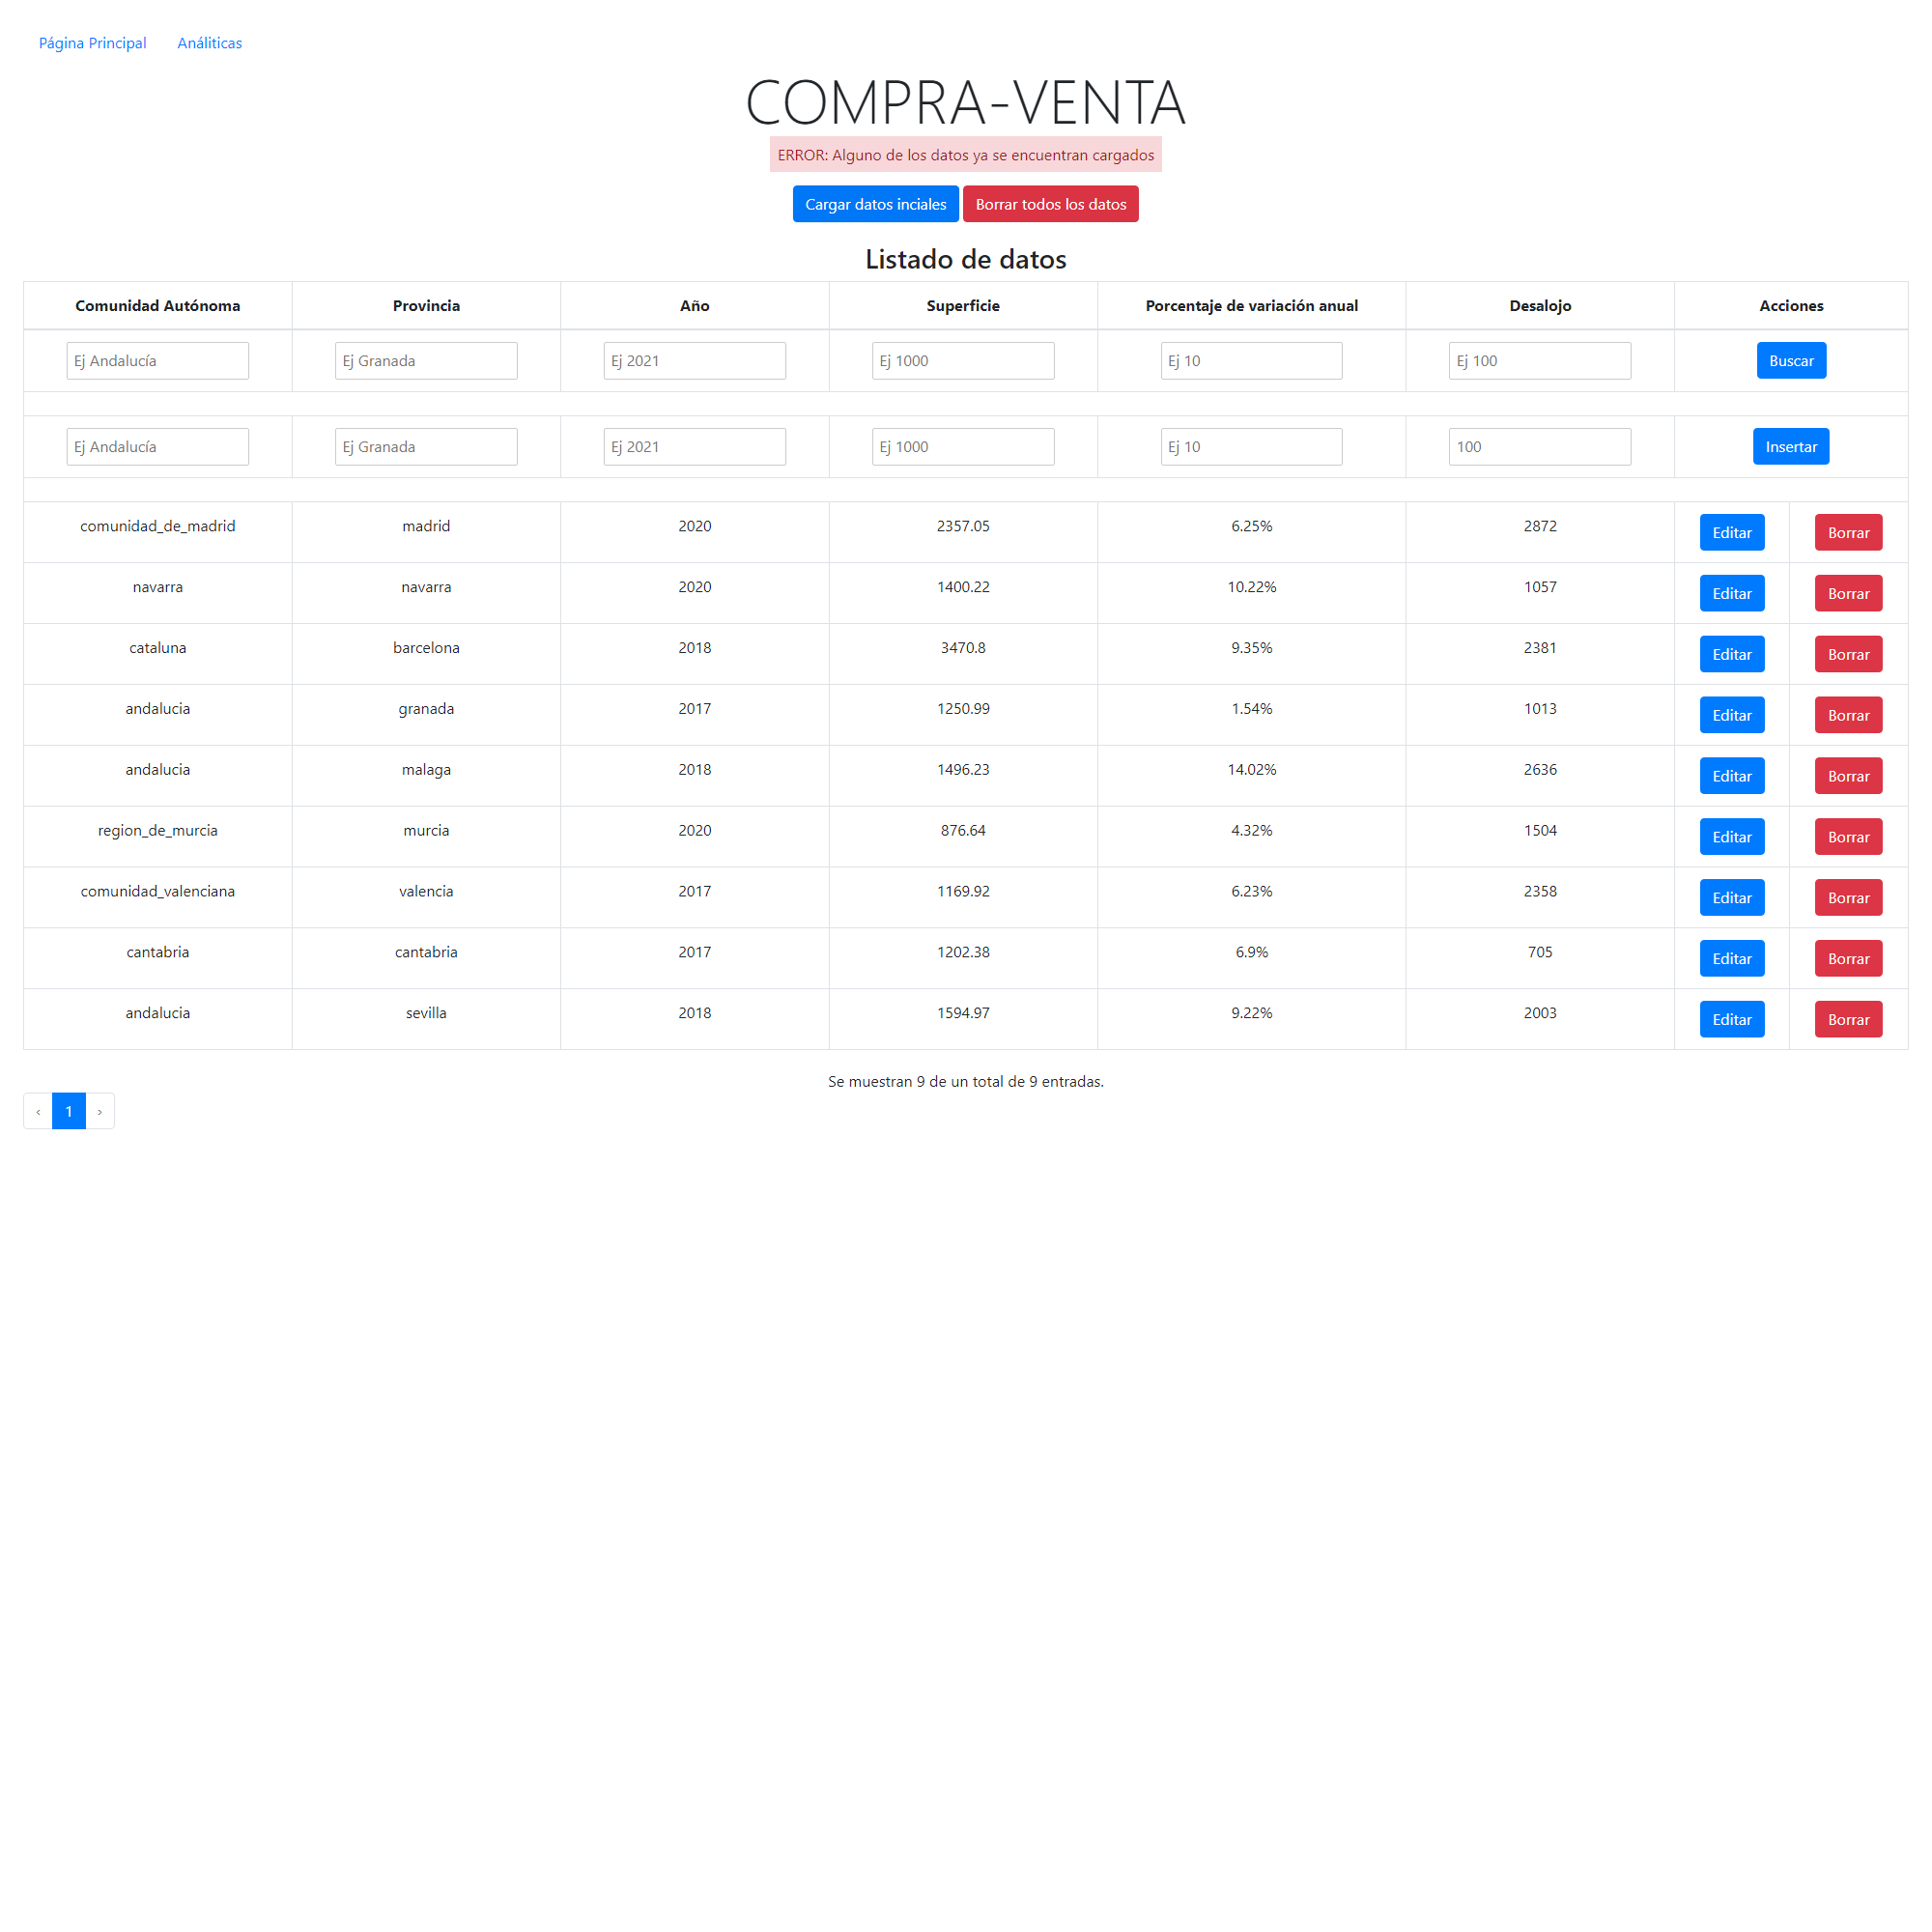 Página Principal Análiticas
COMPRA-VENTA
ERROR: Alguno de los datos ya se encuentran cargados
Cargar datos inciales Borrar todos los datos
Listado de datos
Comunidad Autónoma Provincia Año Superficie Porcentaje de variación anual Desalojo Acciones
Ej Andalucía Ej Granada Ej 2021 Ej 1000 Ej 10 Ej 100 Buscar
Ej Andalucía Ej Granada Ej 2021 Ej 1000 Ej 10 100 Insertar
comunidad_de_madrid madrid 2020 2357.05 6.25% 2872 Editar Borrar
navarra navarra 2020 1400.22 10.22% 1057 Editar Borrar
cataluna barcelona 2018 3470.8 9.35% 2381 Editar Borrar
andalucia granada 2017 1250.99 1.54% 1013 Editar Borrar
andalucia malaga 2018 1496.23 14.02% 2636 Editar Borrar
region_de_murcia murcia 2020 876.64 4.32% 1504 Editar Borrar
comunidad_valenciana valencia 2017 1169.92 6.23% 2358 Editar Borrar
cantabria cantabria 2017 1202.38 6.9% 705 Editar Borrar
andalucia sevilla 2018 1594.97 9.22% 2003 Editar Borrar
Se muestran 9 de un total de 9 entradas.
‹ 1 ›